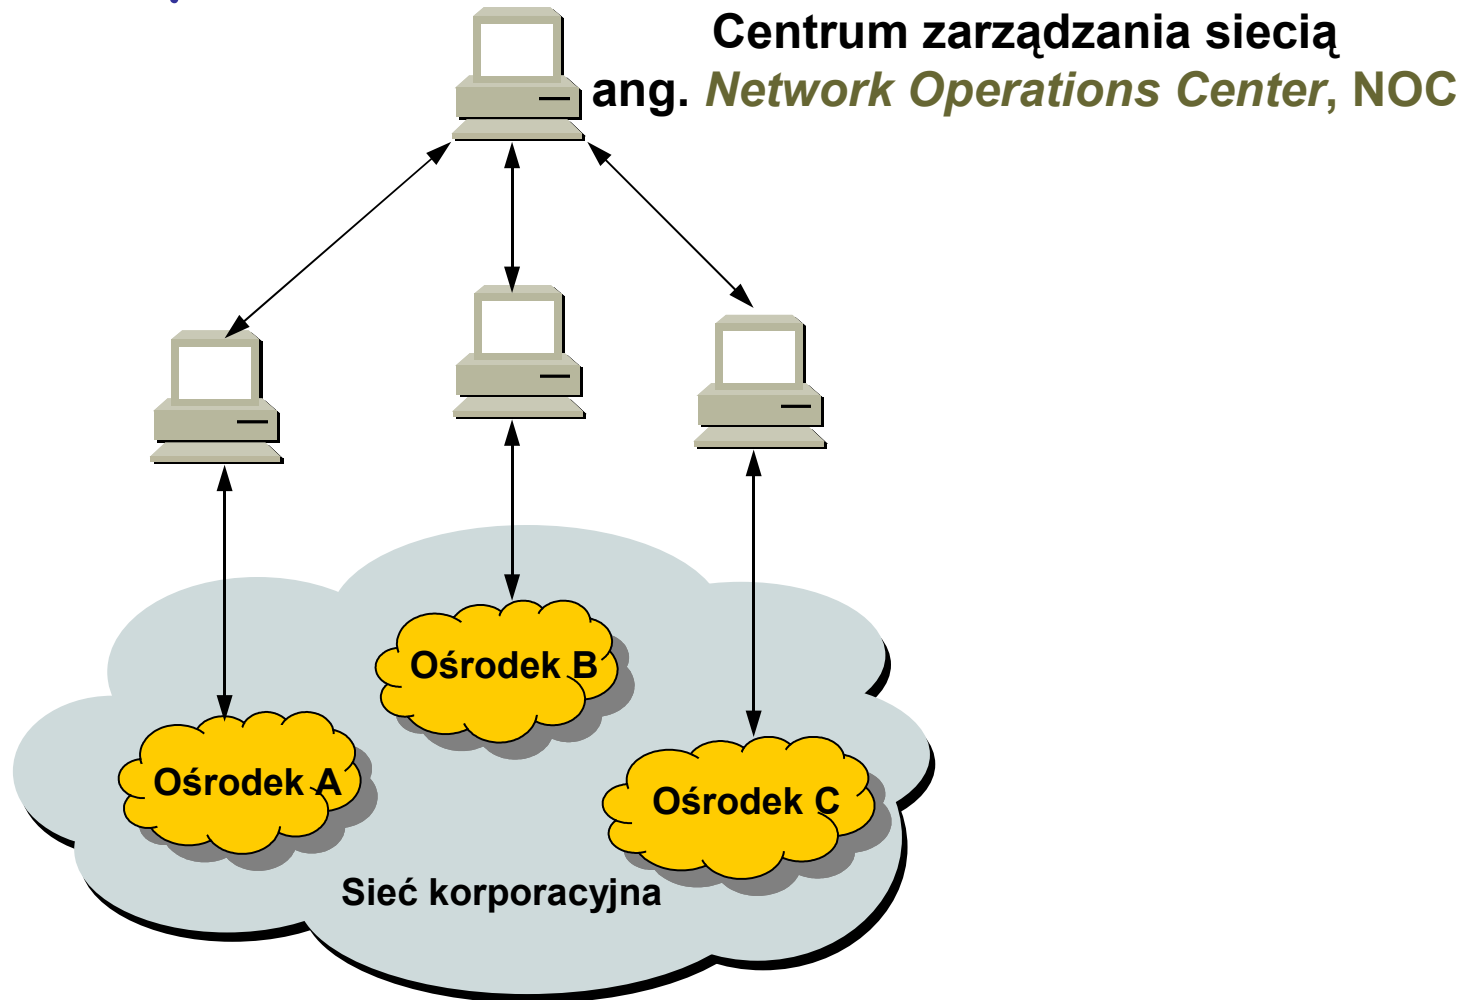 Centrum zarządzania siecią
ang. Network Operations Center, NOC
Ośrodek B
Ośrodek A
Ośrodek C
Sieć korporacyjna